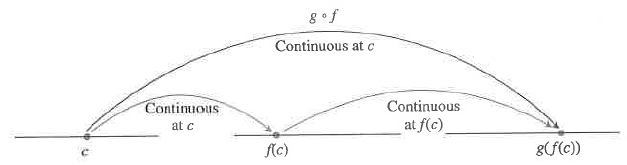 g ∘ f
Continuous at c
Continuous
at c
Continuous
at f(c)
c
f(c)
g(f(c))